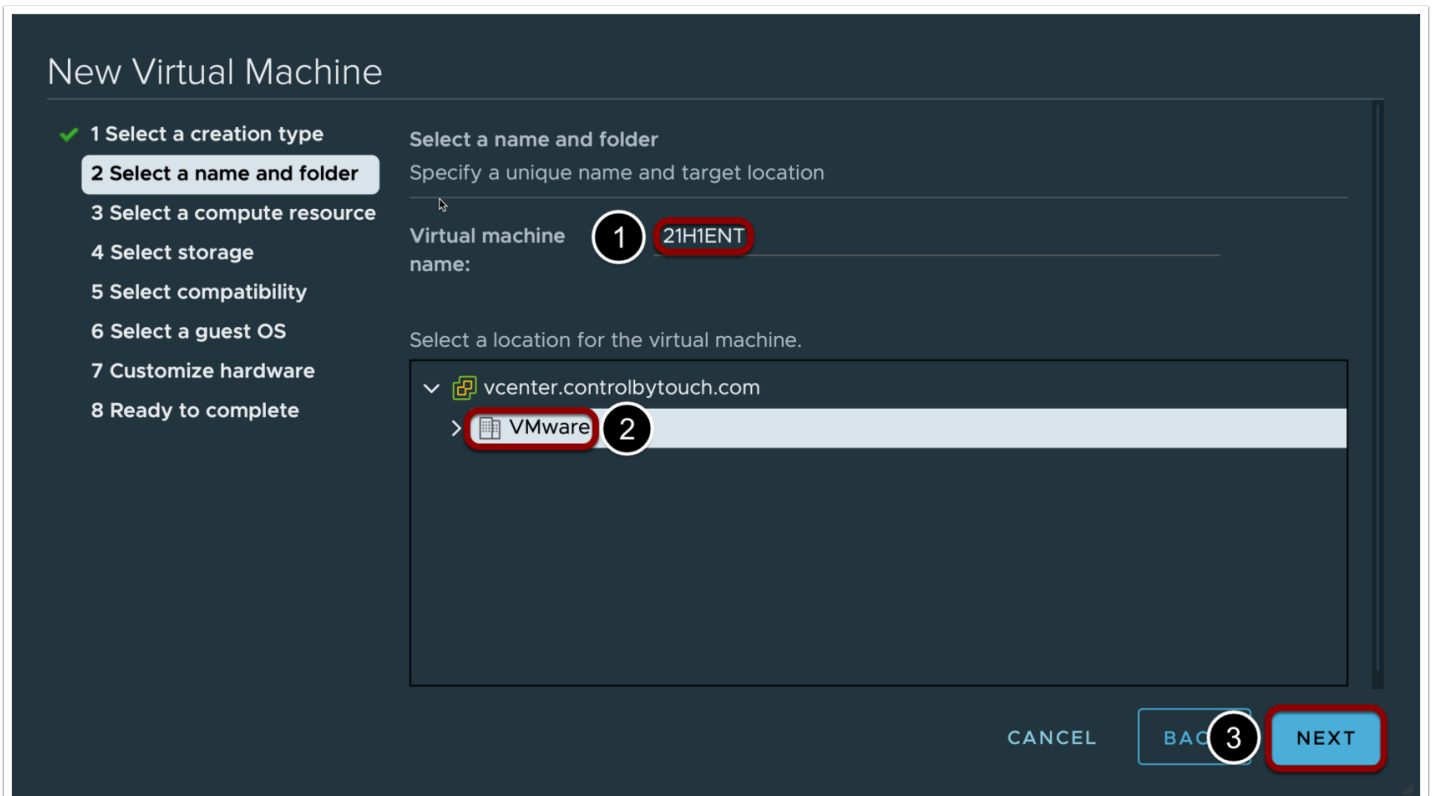 New Virtual Machine
1 Select a creation type
2 Select a name and folder
3 Select a compute resource
4 Select storage
5 Select compatibility
6 Select a guest OS
7 Customize hardware
8 Ready to complete
Select a name and folder
Specify a unique name and target location
Virtual machine
name:
1
21H1ENT
Select a location for the virtual machine.
vcenter.controlbytouch.com
VMware
2
CANCEL
BAC
3
NEXT